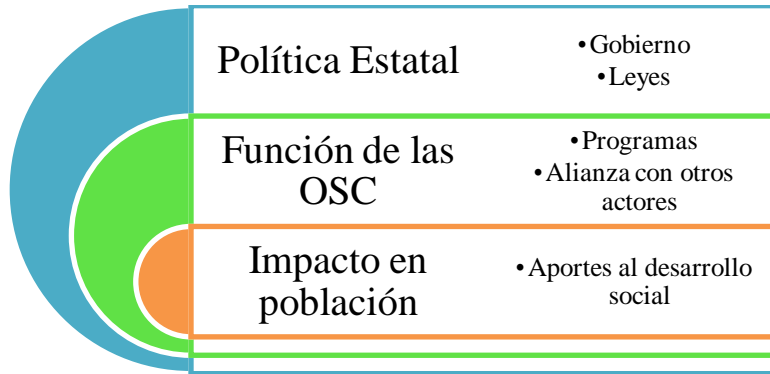 Política Estatal
•Gobierno
•Leyes
Función de las
OSC
•Programas
•Alianza con otros
actores
Impacto en
población
•Aportes al desarrollo
social